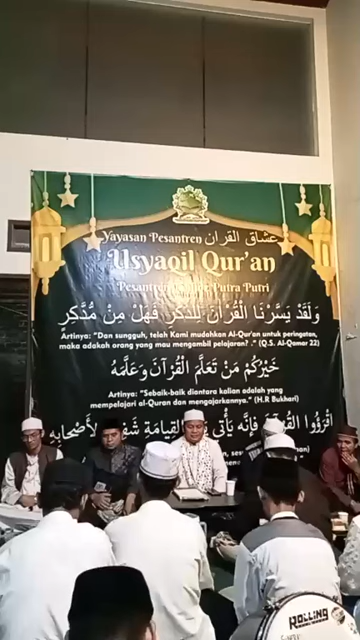 Yayasan Pesantren عشاق القران
Usyaqil Qur'an
Pesantren Putra Putri
وَلَقَدْ يَسَّرْنَا الْقُرْآنَ لِلذِّكْرِ فَهَلْ مِنْ مُّدَّكِرٍ
Artinya: "Dan sungguh, telah Kami mudahkan Al-Qur'an untuk peringatan,
maka adakah orang yang mau mengambil pelajaran? ." (Q.S. Al-Qamar 22)
خَيْرُكُمْ مَنْ تَعَلَّمَ الْقُرْآنَ وَعَلَّمَهُ
Artinya: "Sebaik-baik diantara kalian adalah yang
mempelajari al-Quran dan mengajarkannya." (H.R Bukhari)
اقْرَؤُوا الْقُرْآنَ فَإِنَّه يَأْتِي الْقِيَامَةِ شَفِ لِأَصْحَابِهِ
ROLLING